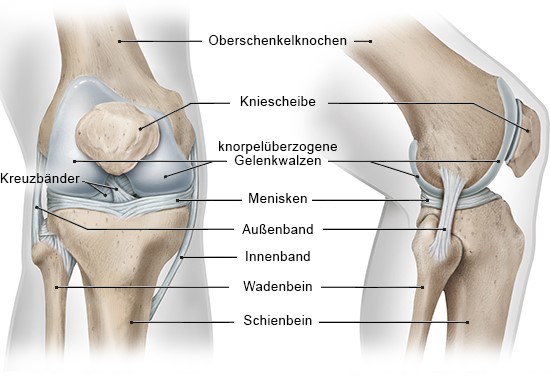 Oberschenkelknochen
Kniescheibe
knorpelüberzogene
Gelenkwalzen
Kreuzbänder
Menisken
Außenband
Innenband
Wadenbein
Schienbein